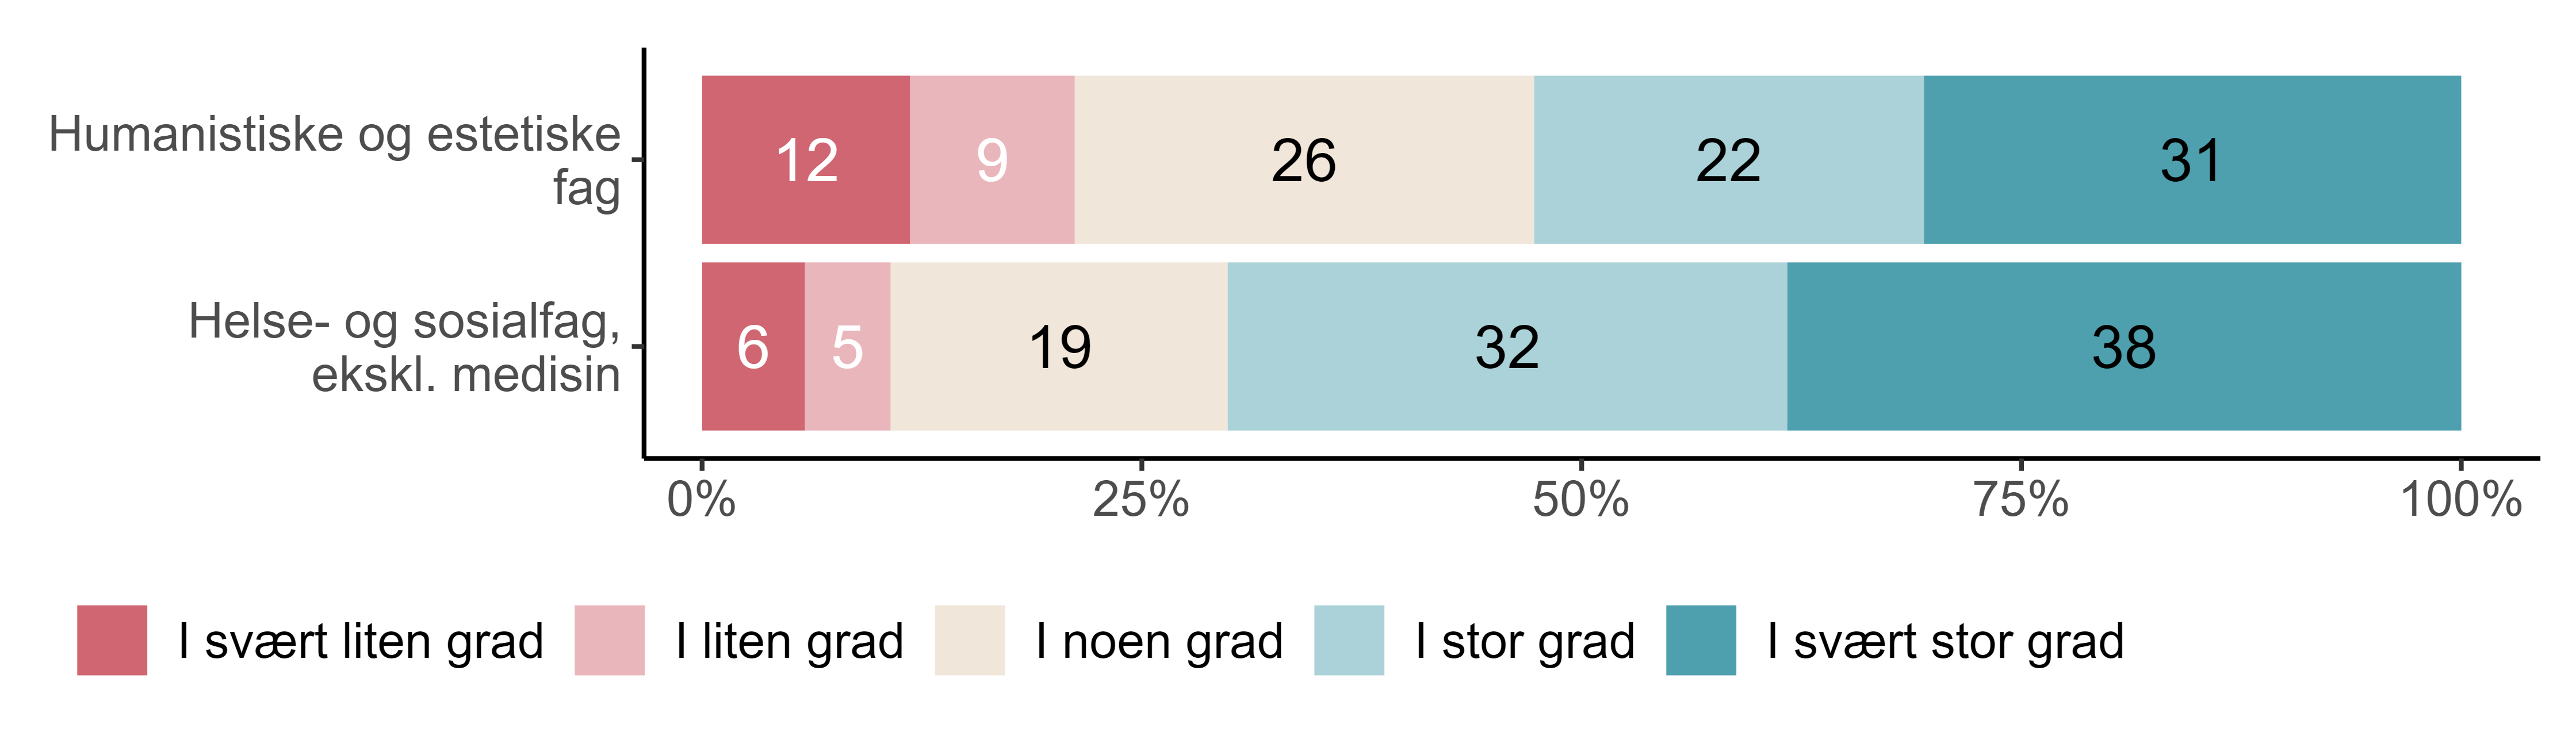 Humanistiske og estetiske
fag
12 9 26 22 31
Helse- og sosialfag,
ekskl. medisin
6 5 19 32 38
0% 25% 50% 75% 100%
I svært liten grad I liten grad I noen grad I stor grad I svært stor grad